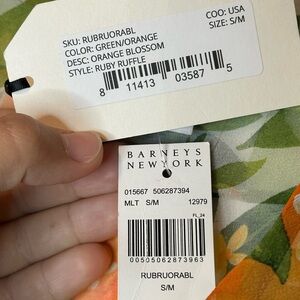 SKU: RUBRUORABL
COLOR: GREEN/ORANGE
DESC: ORANGE BLOSSOM
STYLE: RUBY RUFFLE
COO: USA
SIZE: S/M
8 11413 03587 5
BARNEYS
NEW YORK
015667 506287394
MLT S/M 12979
FL_24
00505062873963
RUBRUORABL
S/M